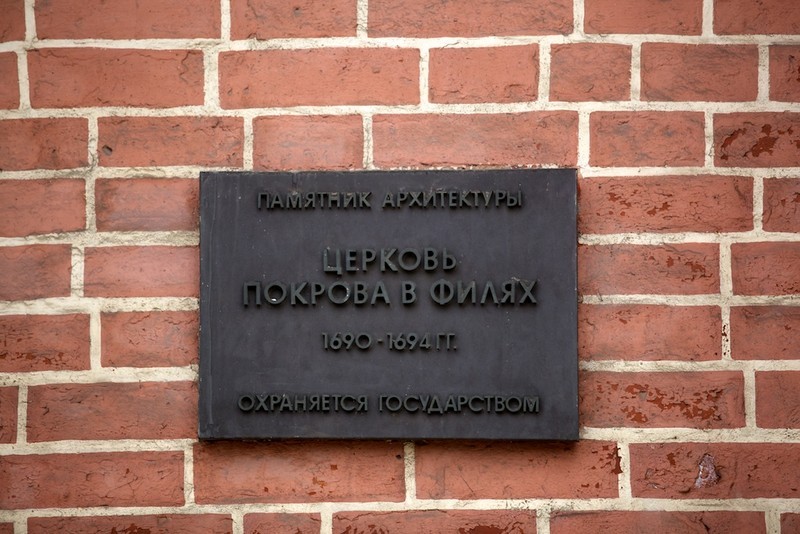 ПАМЯТНИК АРХИТЕКТУРЫ
ЦЕРКОВЬ
ПОКРОВА В ФИЛЯХ
1690-1694 ГГ.
ОХРАНЯЕТСЯ ГОСУДАРСТВОМ